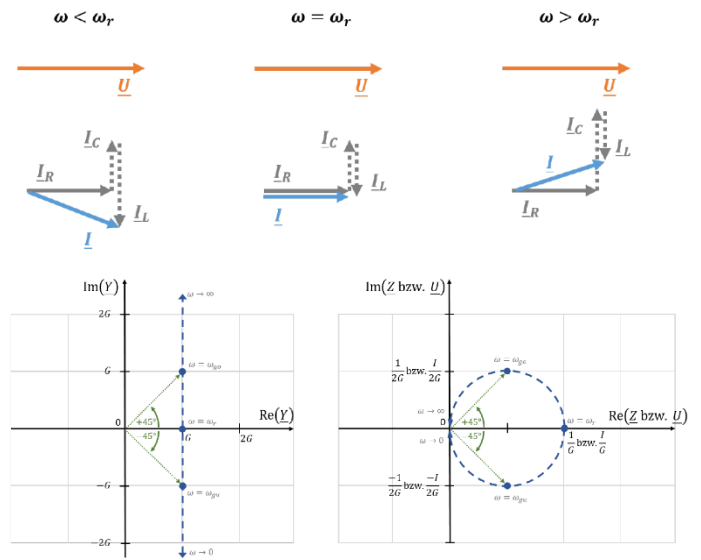 ω < ω_r
ω = ω_r
ω > ω_r
U
U
U
I_C
I_R
I_L
I
I_C
I_R
I_L
I
I_C
I
I_L
I_R
Im(Y)
ω → ∞
2G
G
ω = ω_go
+45°
0
ω = ω_r
Re(Y)
45°
G
2G
−G
ω = ω_gu
−2G
ω → 0
Im(Z bzw. U)
1/2G bzw. I/2G
ω = ω_go
ω → ∞
+45°
0
ω = ω_r
Re(Z bzw. U)
ω → 0
45°
1/G bzw. I/G
−1/2G bzw. −I/2G
ω = ω_gu